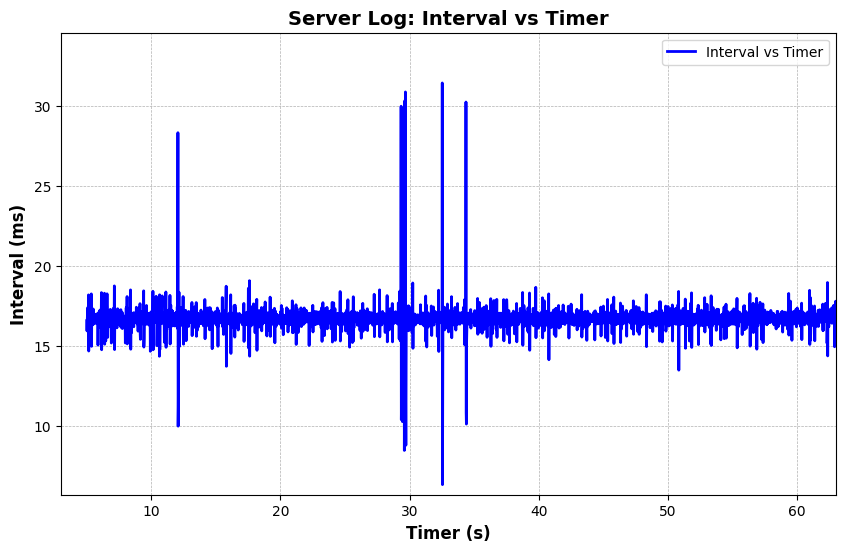 Server Log: Interval vs Timer
Interval vs Timer
Interval (ms)
30
25
20
15
10
10 20 30 40 50 60
Timer (s)